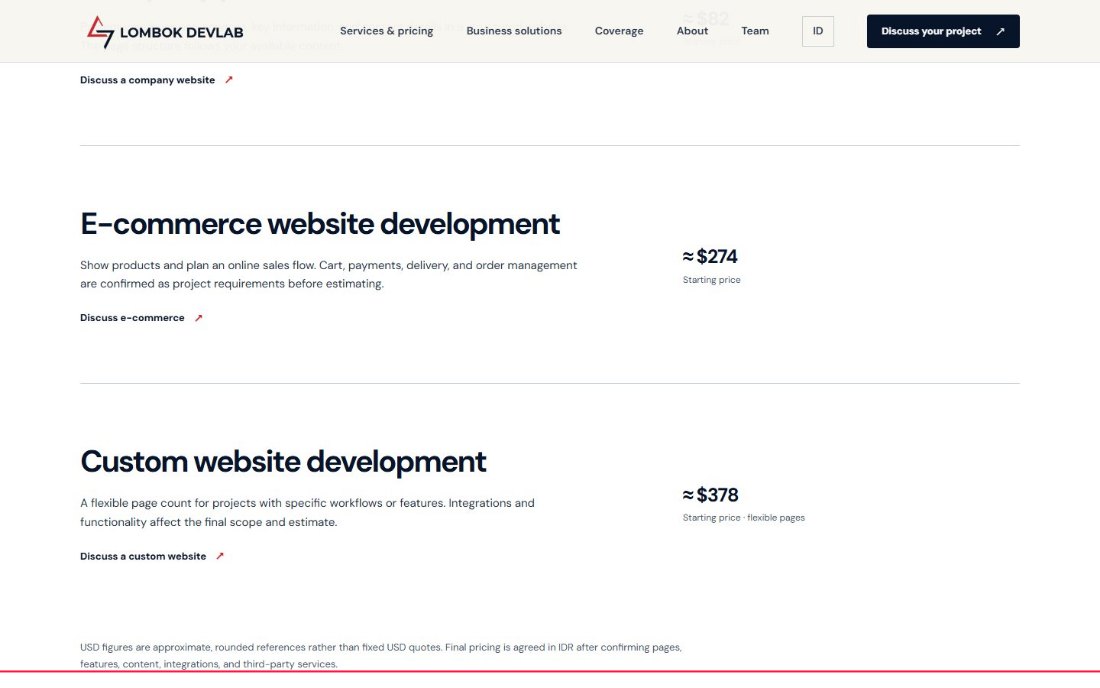 LOMBOK DEVLAB
Services & pricing
Business solutions
Coverage
About
Team
ID
Discuss your project ↗
≈ $82
Discuss a company website ↗
E-commerce website development
Show products and plan an online sales flow. Cart, payments, delivery, and order management
are confirmed as project requirements before estimating.
Discuss e-commerce ↗
≈ $274
Starting price
Custom website development
A flexible page count for projects with specific workflows or features. Integrations and
functionality affect the final scope and estimate.
Discuss a custom website ↗
≈ $378
Starting price · flexible pages
USD figures are approximate, rounded references rather than fixed USD quotes. Final pricing is agreed in IDR after confirming pages,
features, content, integrations, and third-party services.